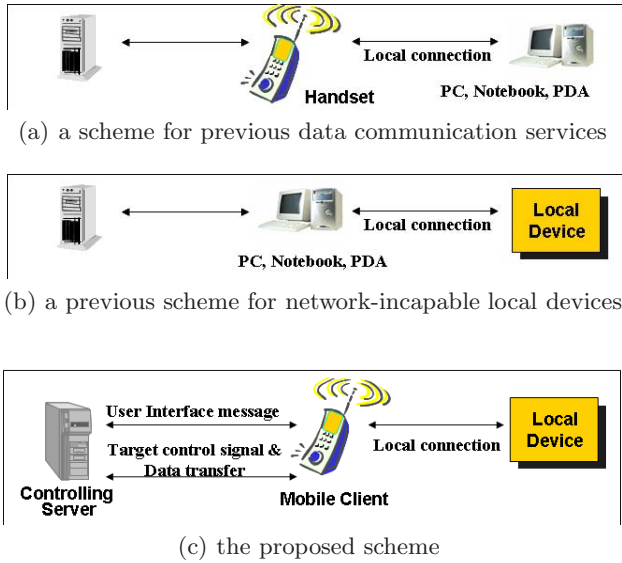 Local connection
Handset
PC, Notebook, PDA
(a) a scheme for previous data communication services
Local connection
Local
Device
PC, Notebook, PDA
(b) a previous scheme for network-incapable local devices
User Interface message
Target control signal &
Data transfer
Local connection
Local
Device
Controlling
Server
Mobile Client
(c) the proposed scheme